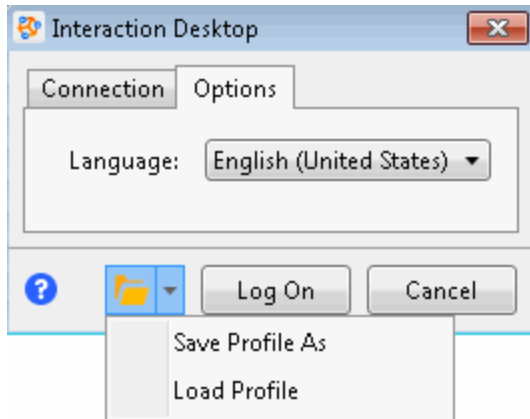 Interaction Desktop
Connection Options
Language: English (United States)
? Log On Cancel
Save Profile As
Load Profile